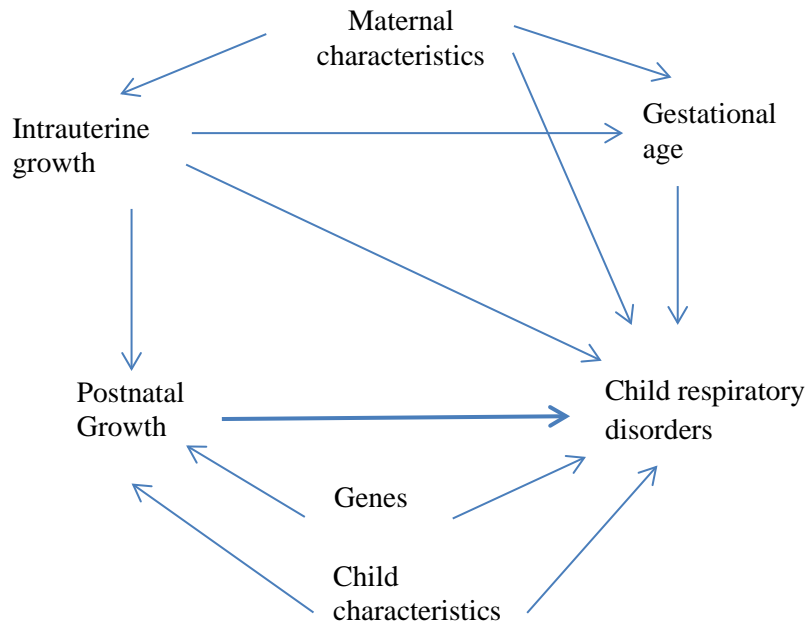 Maternal
characteristics
Intrauterine
growth
Gestational
age
Postnatal
Growth
Child respiratory
disorders
Genes
Child
characteristics